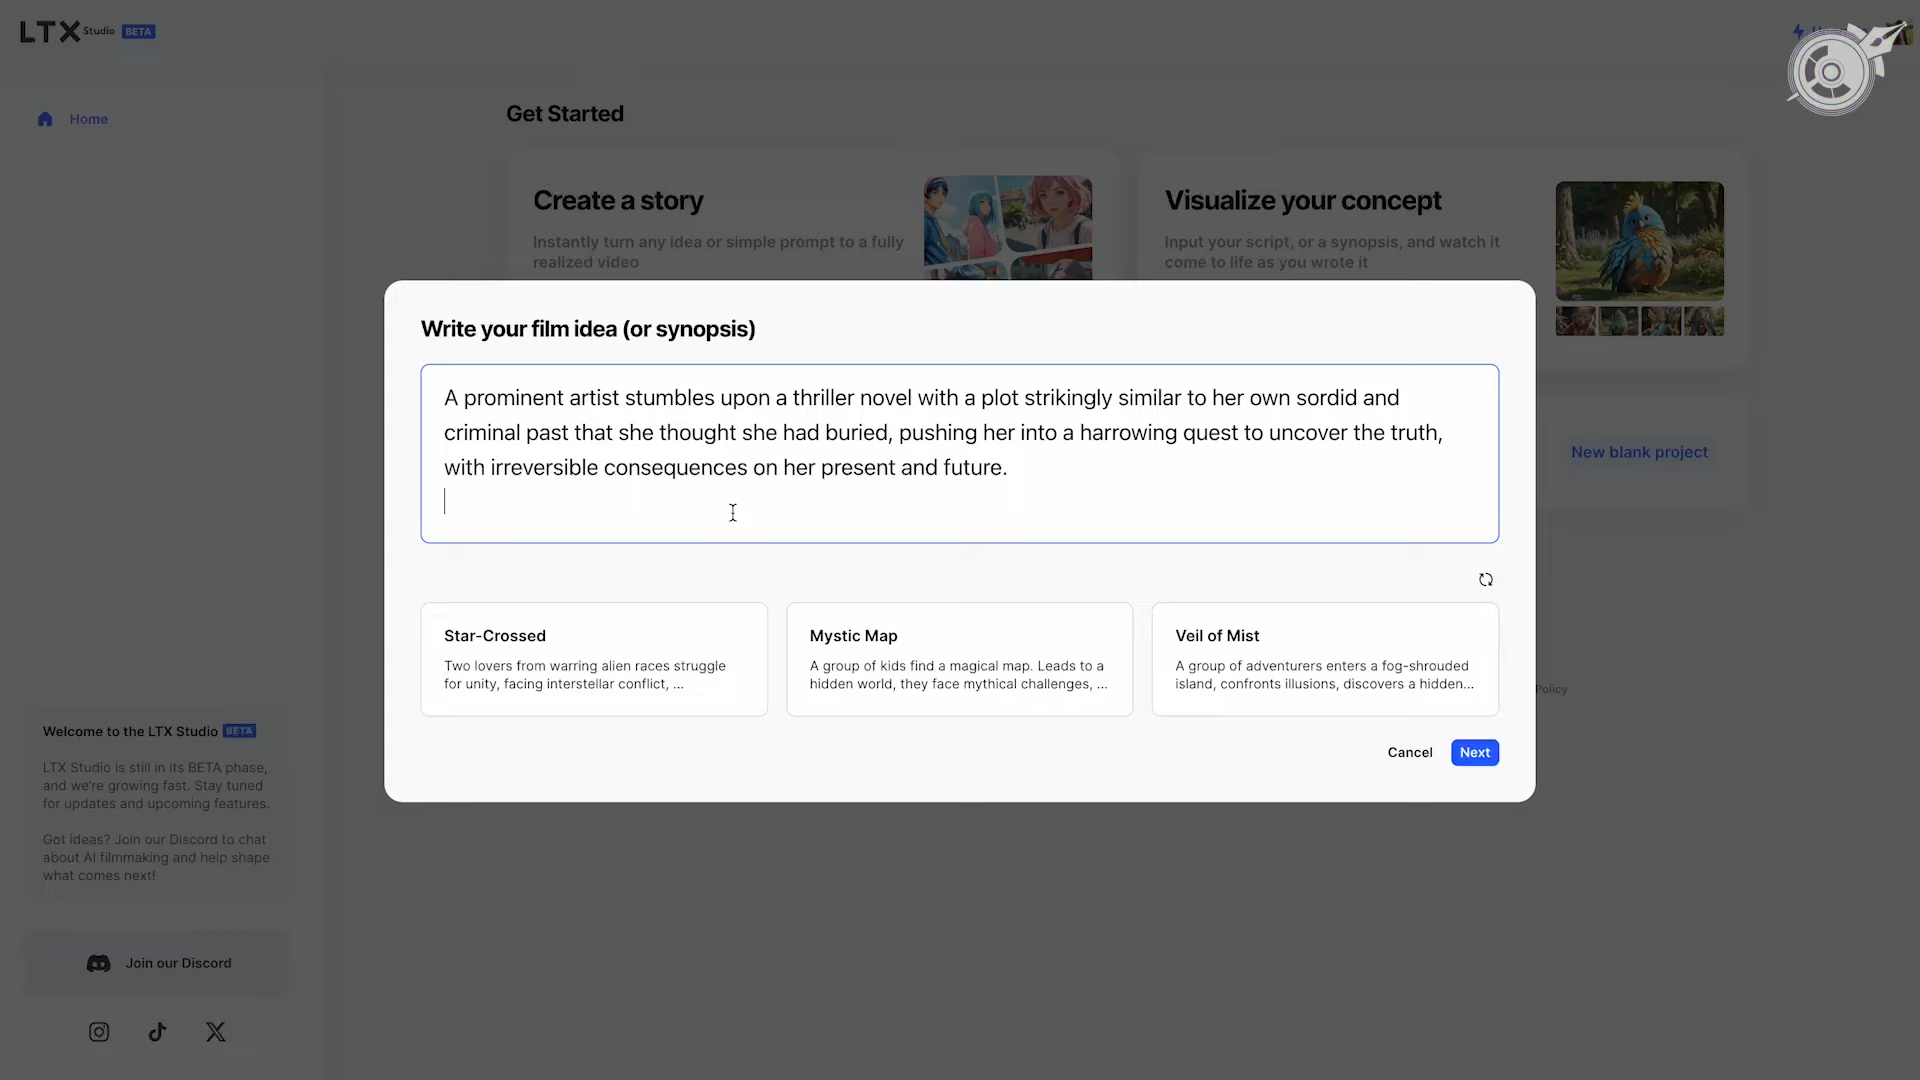 LTX Studio BETA
Home
Get Started
Create a story
Instantly turn any idea or simple prompt to a fully
realized video
Visualize your concept
Input your script, or a synopsis, and watch it
come to life as you wrote it
Write your film idea (or synopsis)
A prominent artist stumbles upon a thriller novel with a plot strikingly similar to her own sordid and
criminal past that she thought she had buried, pushing her into a harrowing quest to uncover the truth,
with irreversible consequences on her present and future.
New blank project
Star-Crossed
Two lovers from warring alien races struggle
for unity, facing interstellar conflict, ...
Mystic Map
A group of kids find a magical map. Leads to a
hidden world, they face mythical challenges, ...
Veil of Mist
A group of adventurers enters a fog-shrouded
island, confronts illusions, discovers a hidden...
Policy
Cancel
Next
Welcome to the LTX Studio BETA
LTX Studio is still in its BETA phase,
and we're growing fast. Stay tuned
for updates and upcoming features.
Got ideas? Join our Discord to chat
about AI filmmaking and help shape
what comes next!
Join our Discord